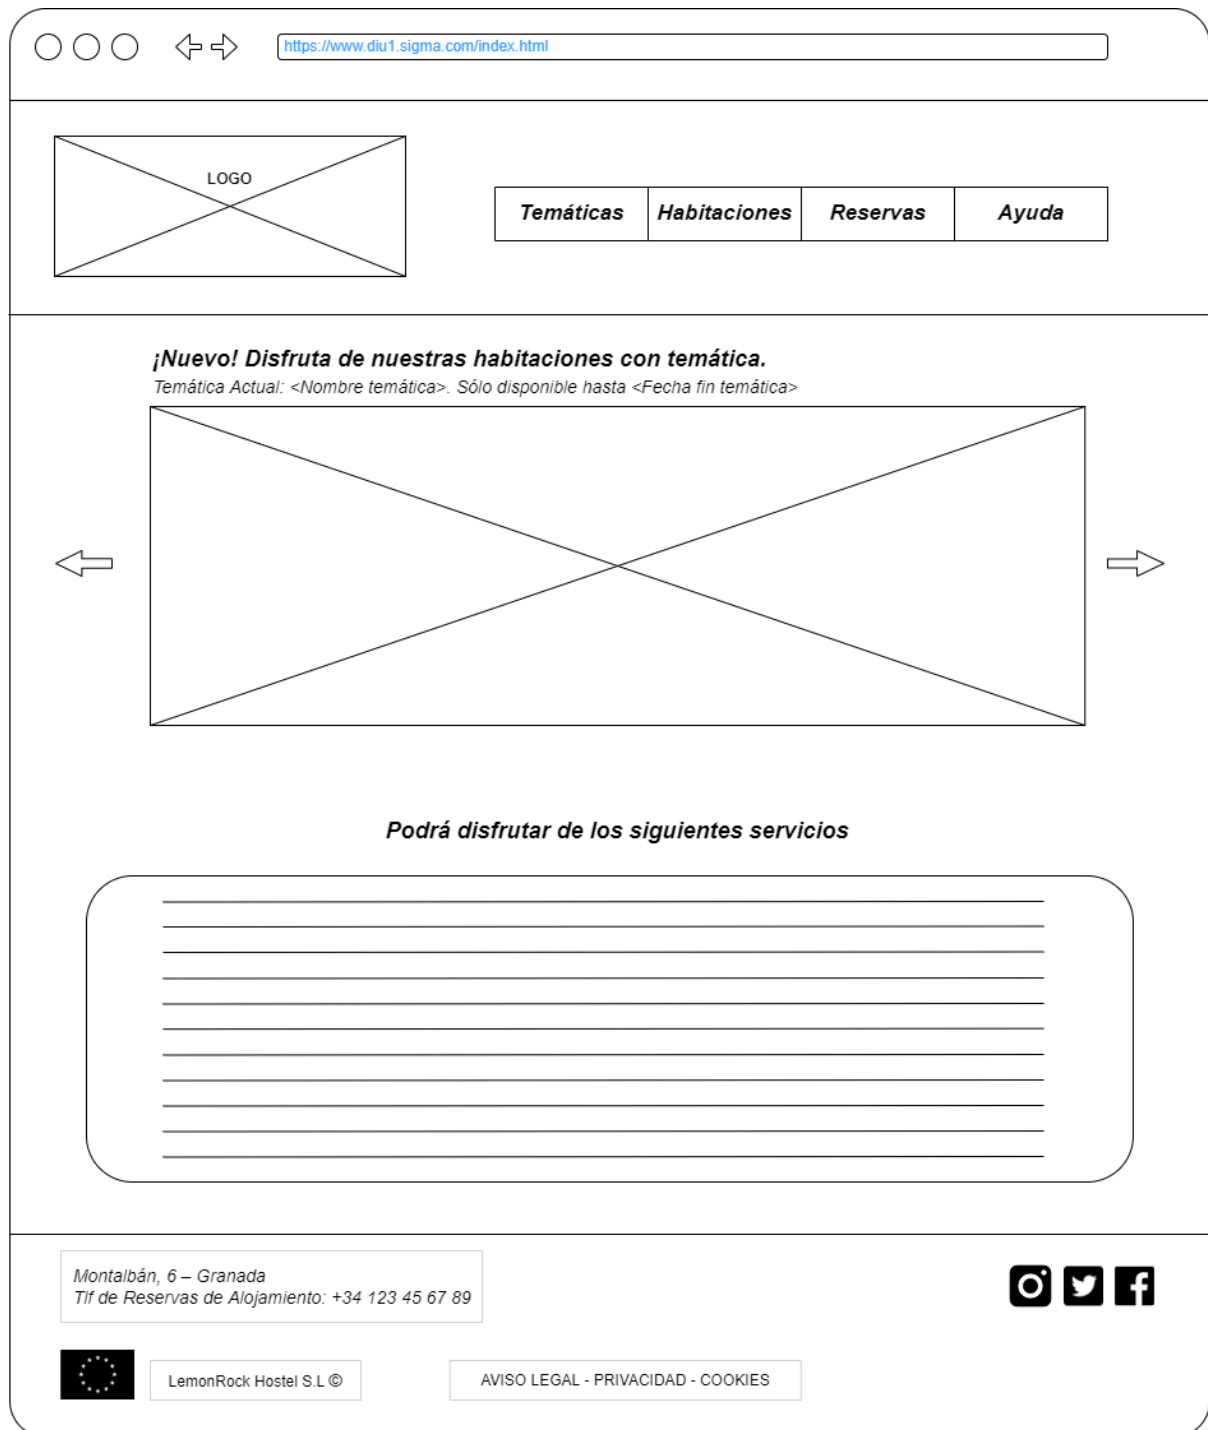 https://www.diu1.sigma.com/index.html
LOGO
Temáticas Habitaciones Reservas Ayuda
¡Nuevo! Disfruta de nuestras habitaciones con temática.
Temática Actual: <Nombre temática>. Sólo disponible hasta <Fecha fin temática>
Podrá disfrutar de los siguientes servicios
Montalbán, 6 – Granada
Tlf de Reservas de Alojamiento: +34 123 45 67 89
LemonRock Hostel S.L ©
AVISO LEGAL - PRIVACIDAD - COOKIES